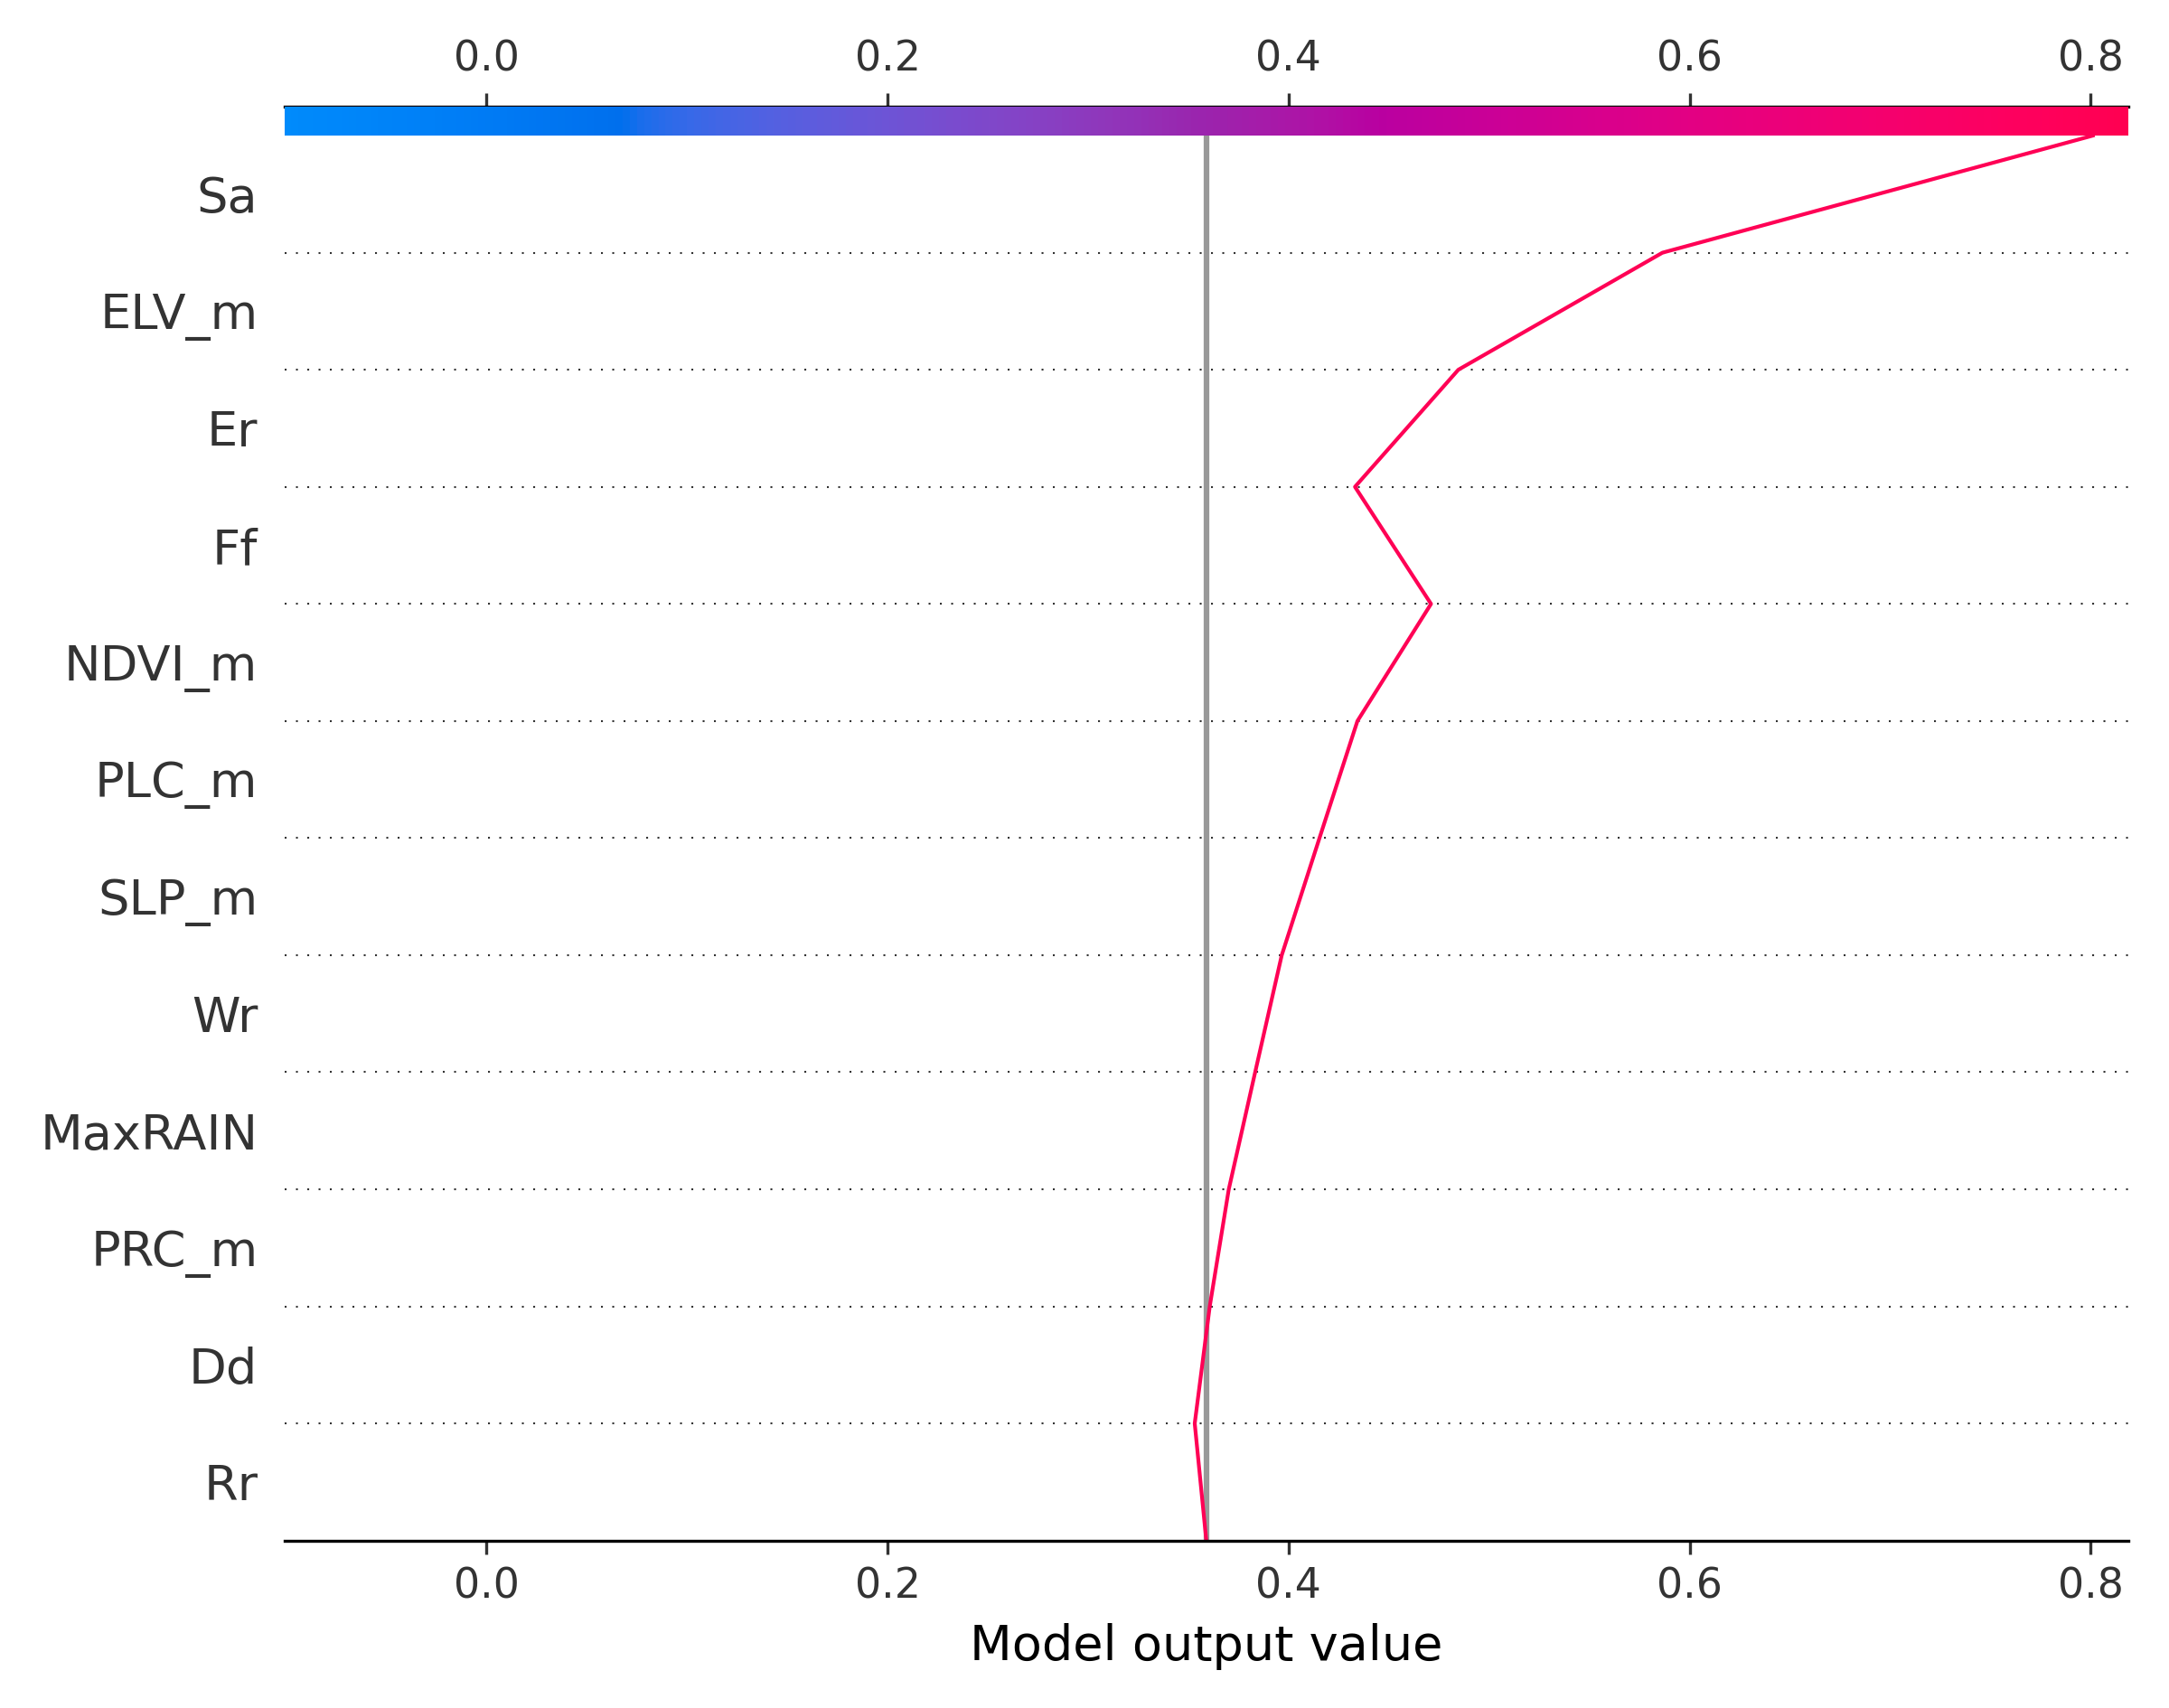 0.0 0.2 0.4 0.6 0.8
Sa
ELV_m
Er
Ff
NDVI_m
PLC_m
SLP_m
Wr
MaxRAIN
PRC_m
Dd
Rr
0.0 0.2 0.4 0.6 0.8
Model output value